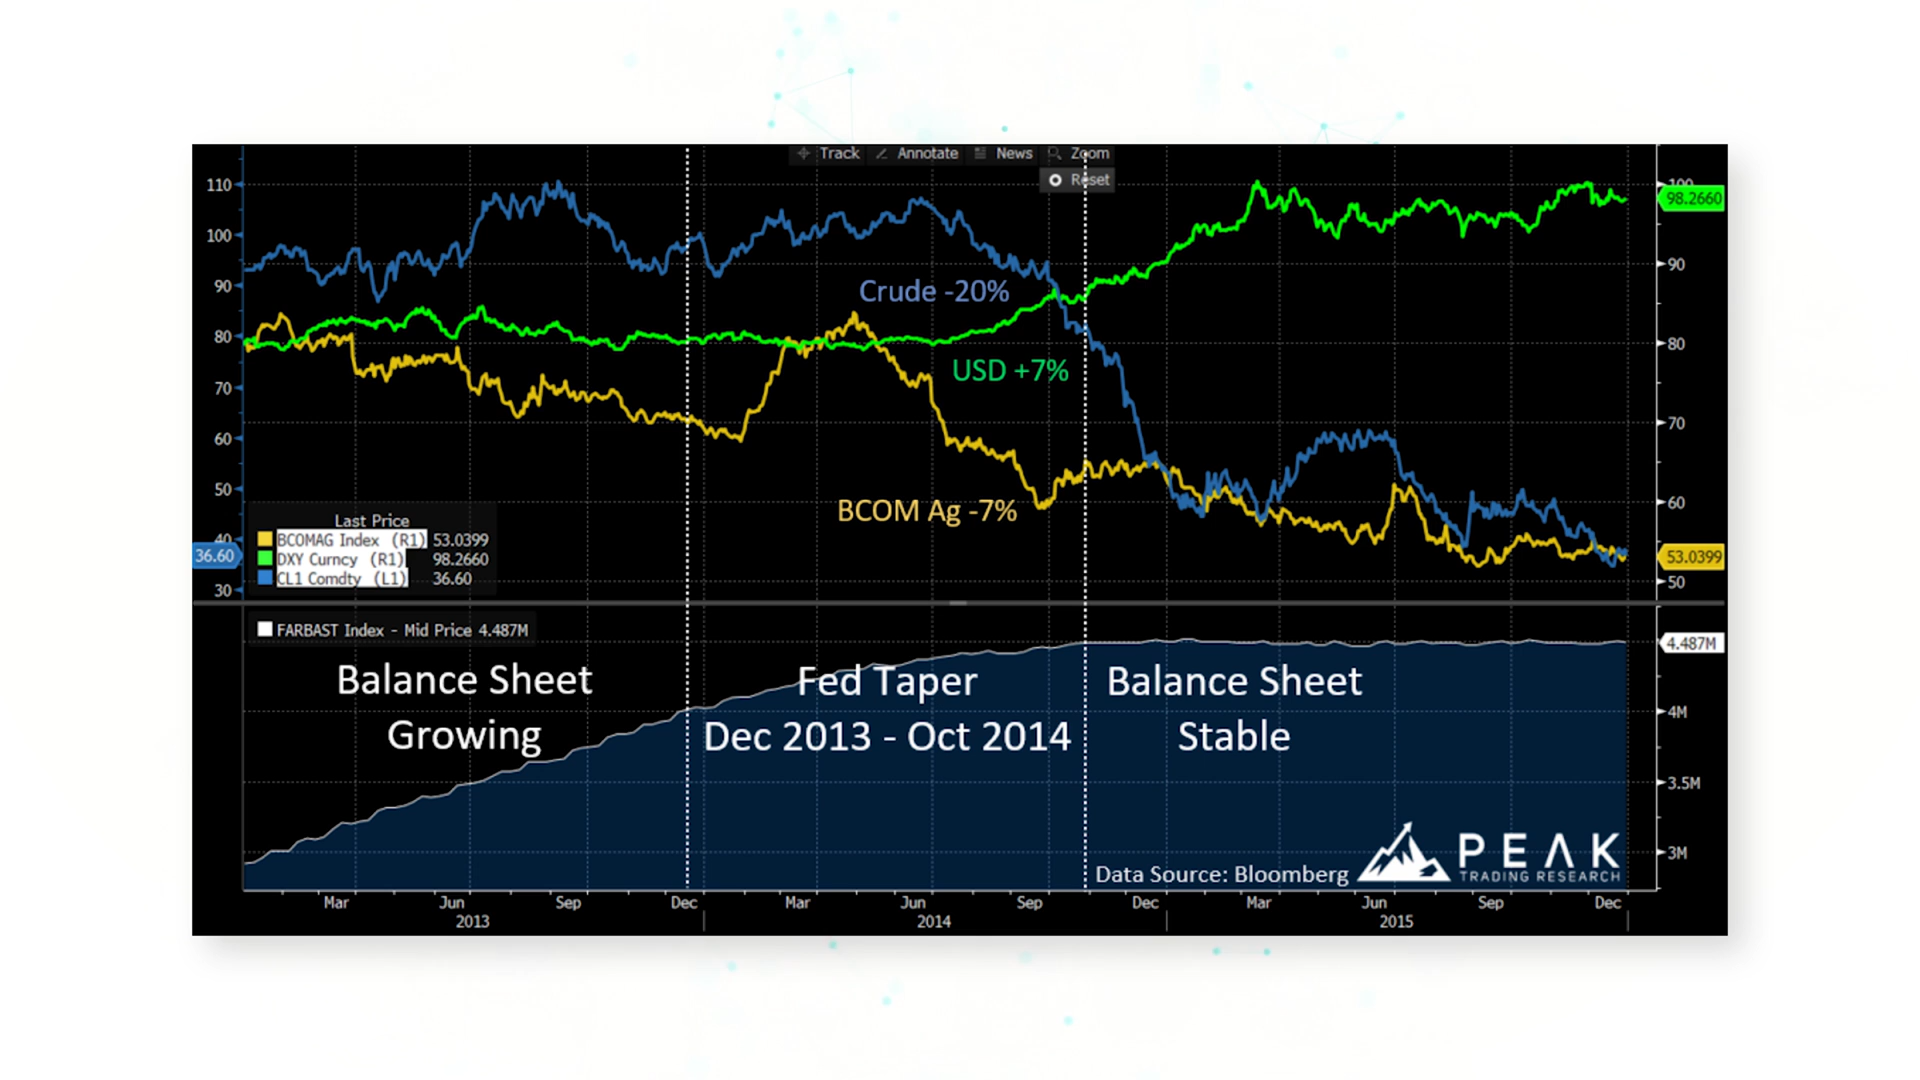 Track Annotate News Zoom
Reset
110
100
90
80
70
60
50
40
30
36.60
100
98.2660
90
80
70
60
53.0399
50
Crude -20%
USD +7%
BCOM Ag -7%
Last Price
BCOMAG Index (R1) 53.0399
DXY Curncy (R1) 98.2660
CL1 Comdty (L1) 36.60
FARBAST Index - Mid Price 4.487M
4.487M
4M
3.5M
3M
Balance Sheet
Growing
Fed Taper
Dec 2013 - Oct 2014
Balance Sheet
Stable
Data Source: Bloomberg
PEAK
TRADING RESEARCH
Mar Jun Sep Dec Mar Jun Sep Dec Mar Jun Sep Dec
2013 2014 2015